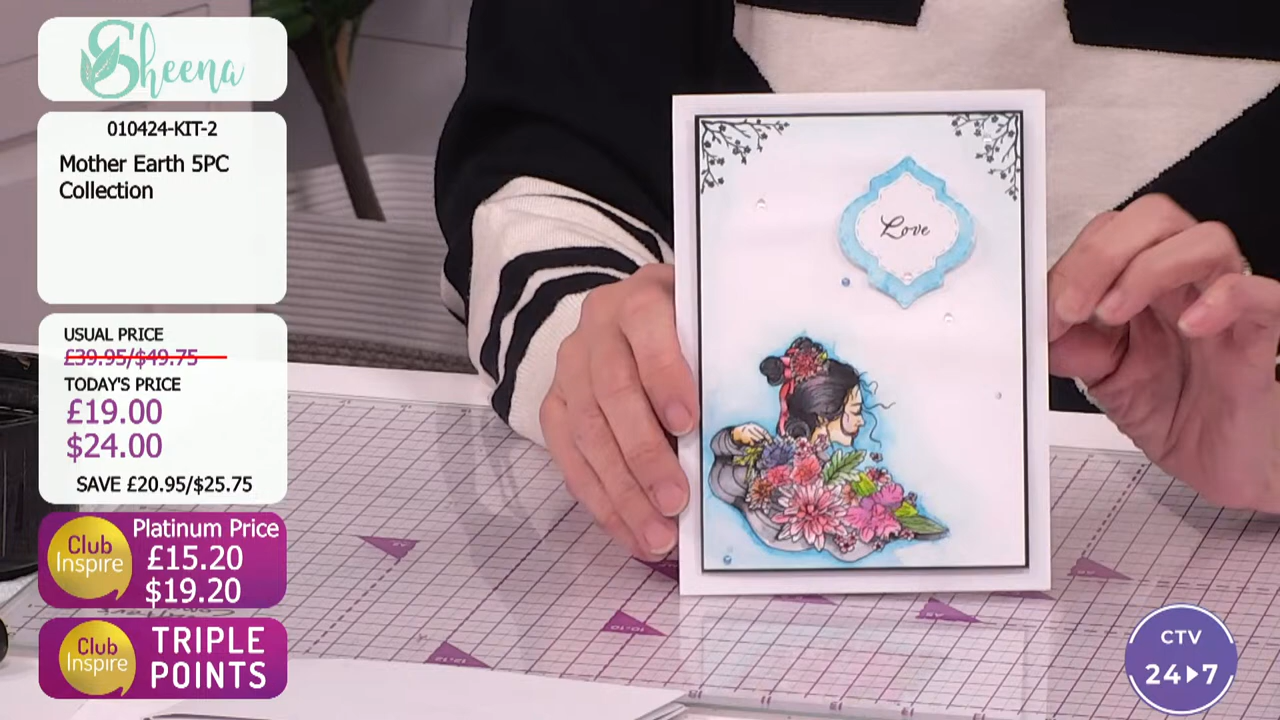 Sheena
010424-KIT-2
Mother Earth 5PC
Collection
USUAL PRICE
£39.95/$49.75
TODAY'S PRICE
£19.00
$24.00
SAVE £20.95/$25.75
Club
Inspire
Platinum Price
£15.20
$19.20
Club
Inspire
TRIPLE
POINTS
Love
CTV
24▶7